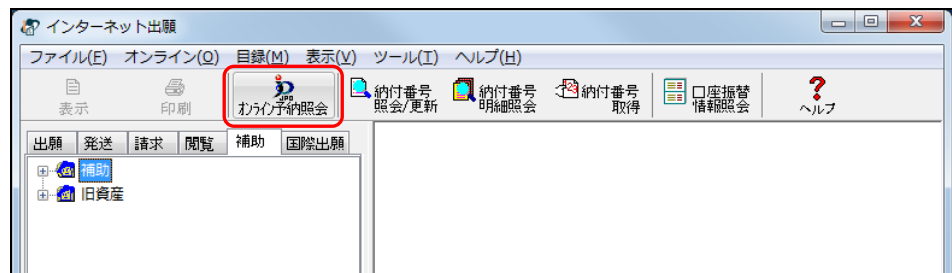 インターネット出願
ファイル(F) オンライン(O) 目録(M) 表示(V) ツール(T) ヘルプ(H)
表示
印刷
JPO
オンライン予納照会
納付番号
照会/更新
納付番号
明細照会
納付番号
取得
口座振替
情報照会
ヘルプ
出願 発送 請求 閲覧 補助 国際出願
補助
旧資産